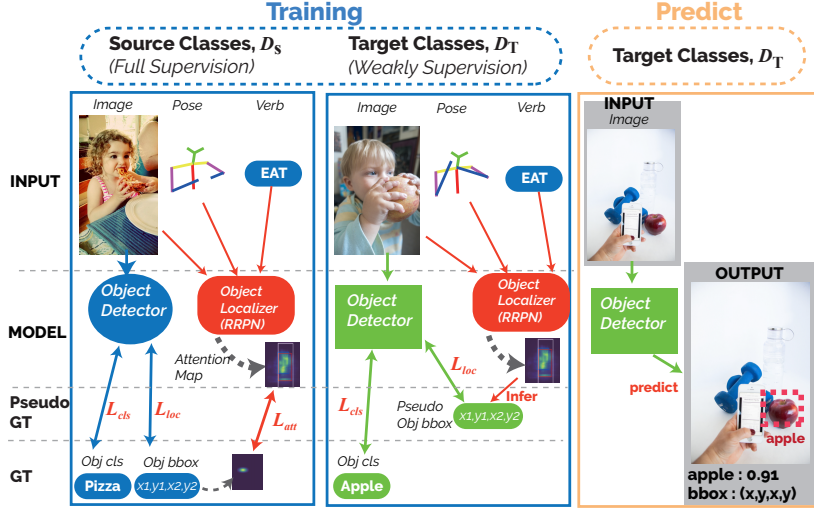 Training
Predict
Source Classes, Ds
(Full Supervision)
Target Classes, DT
(Weakly Supervision)
Target Classes, DT
Image
Pose
Verb
Image
Pose
Verb
INPUT
Image
INPUT
EAT
EAT
OUTPUT
MODEL
Object
Detector
Object
Localizer
(RRPN)
Object
Detector
Object
Localizer
(RRPN)
Object
Detector
Attention
Map
Lloc
Infer
predict
Pseudo
GT
Lcls
Lloc
Latt
Lcls
Pseudo
Obj bbox
x1,y1,x2,y2
apple
GT
Obj cls
Obj bbox
Pizza
x1,y1,x2,y2
Obj cls
Apple
apple : 0.91
bbox : (x,y,x,y)